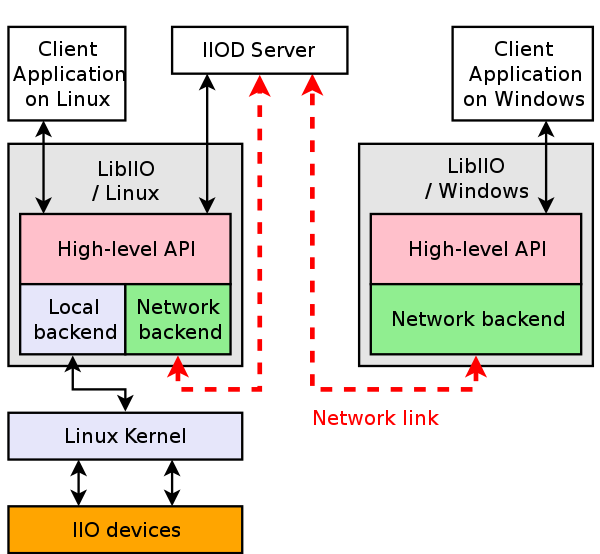 Client
Application
on Linux
IIOD Server
Client
Application
on Windows
LibIIO
/ Linux
LibIIO
/ Windows
High-level API
High-level API
Local
backend
Network
backend
Network backend
Network link
Linux Kernel
IIO devices